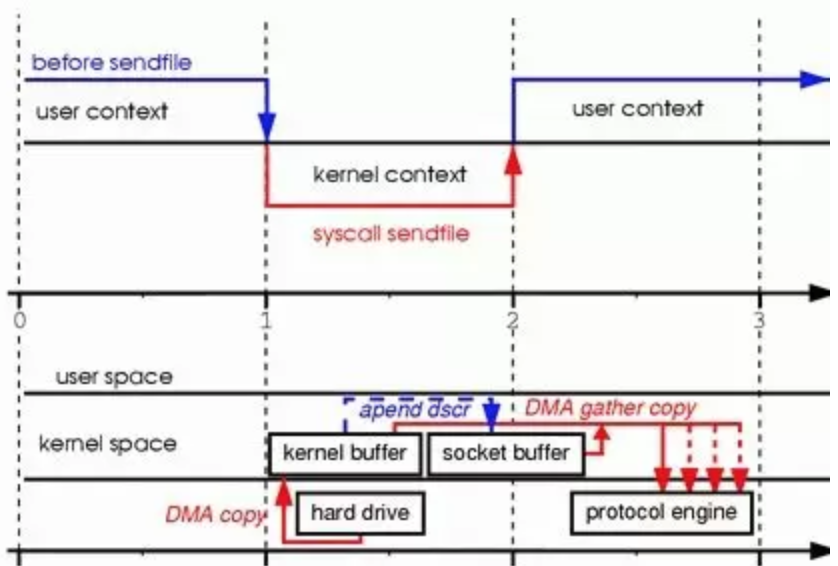 before sendfile
user context
user context
kernel context
syscall sendfile
0
1
2
3
user space
apend dscr
DMA gather copy
kernel space
kernel buffer
socket buffer
DMA copy
hard drive
protocol engine